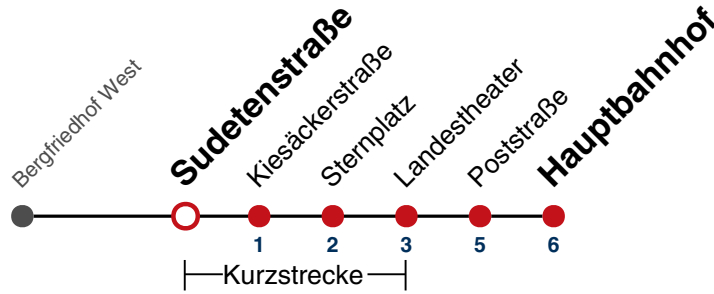 Bergfriedhof West
Sudetenstraße
Kiesäckerstraße
Sternplatz
Landestheater
Poststraße
Hauptbahnhof
1 2 3 5 6
Kurzstrecke